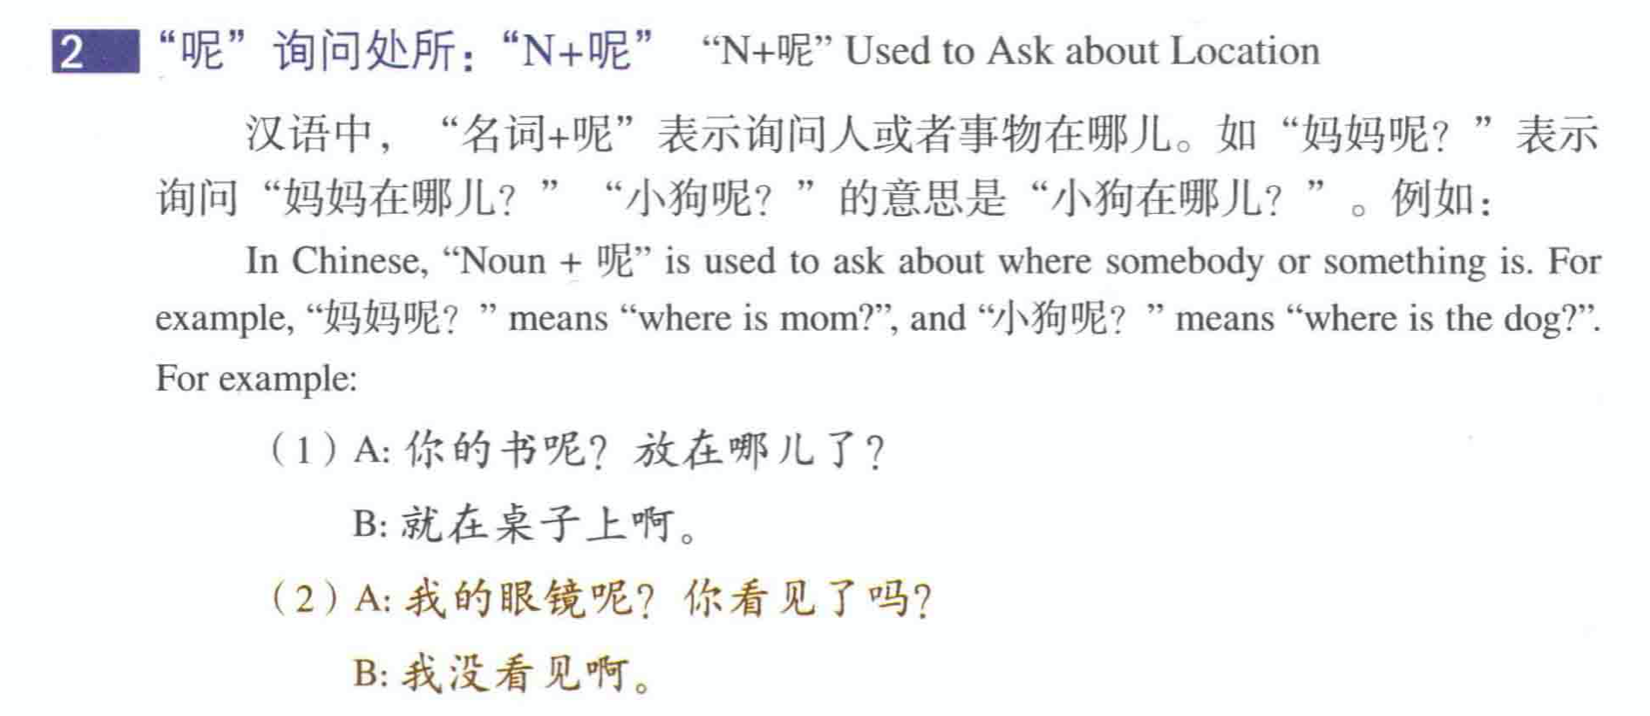 2 “呢”询问处所：“N+呢” “N+呢” Used to Ask about Location
汉语中，“名词+呢”表示询问人或者事物在哪儿。如“妈妈呢？”表示
询问“妈妈在哪儿？”“小狗呢？”的意思是“小狗在哪儿？”。例如：
In Chinese, “Noun + 呢” is used to ask about where somebody or something is. For
example, “妈妈呢？” means “where is mom?”, and “小狗呢？” means “where is the dog?”.
For example:
（1）A: 你的书呢？放在哪儿了？
B: 就在桌子上啊。
（2）A: 我的眼镜呢？你看见了吗？
B: 我没看见啊。